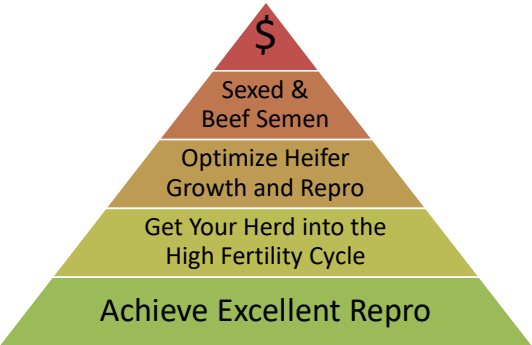 $
Sexed &
Beef Semen
Optimize Heifer
Growth and Repro
Get Your Herd into the
High Fertility Cycle
Achieve Excellent Repro